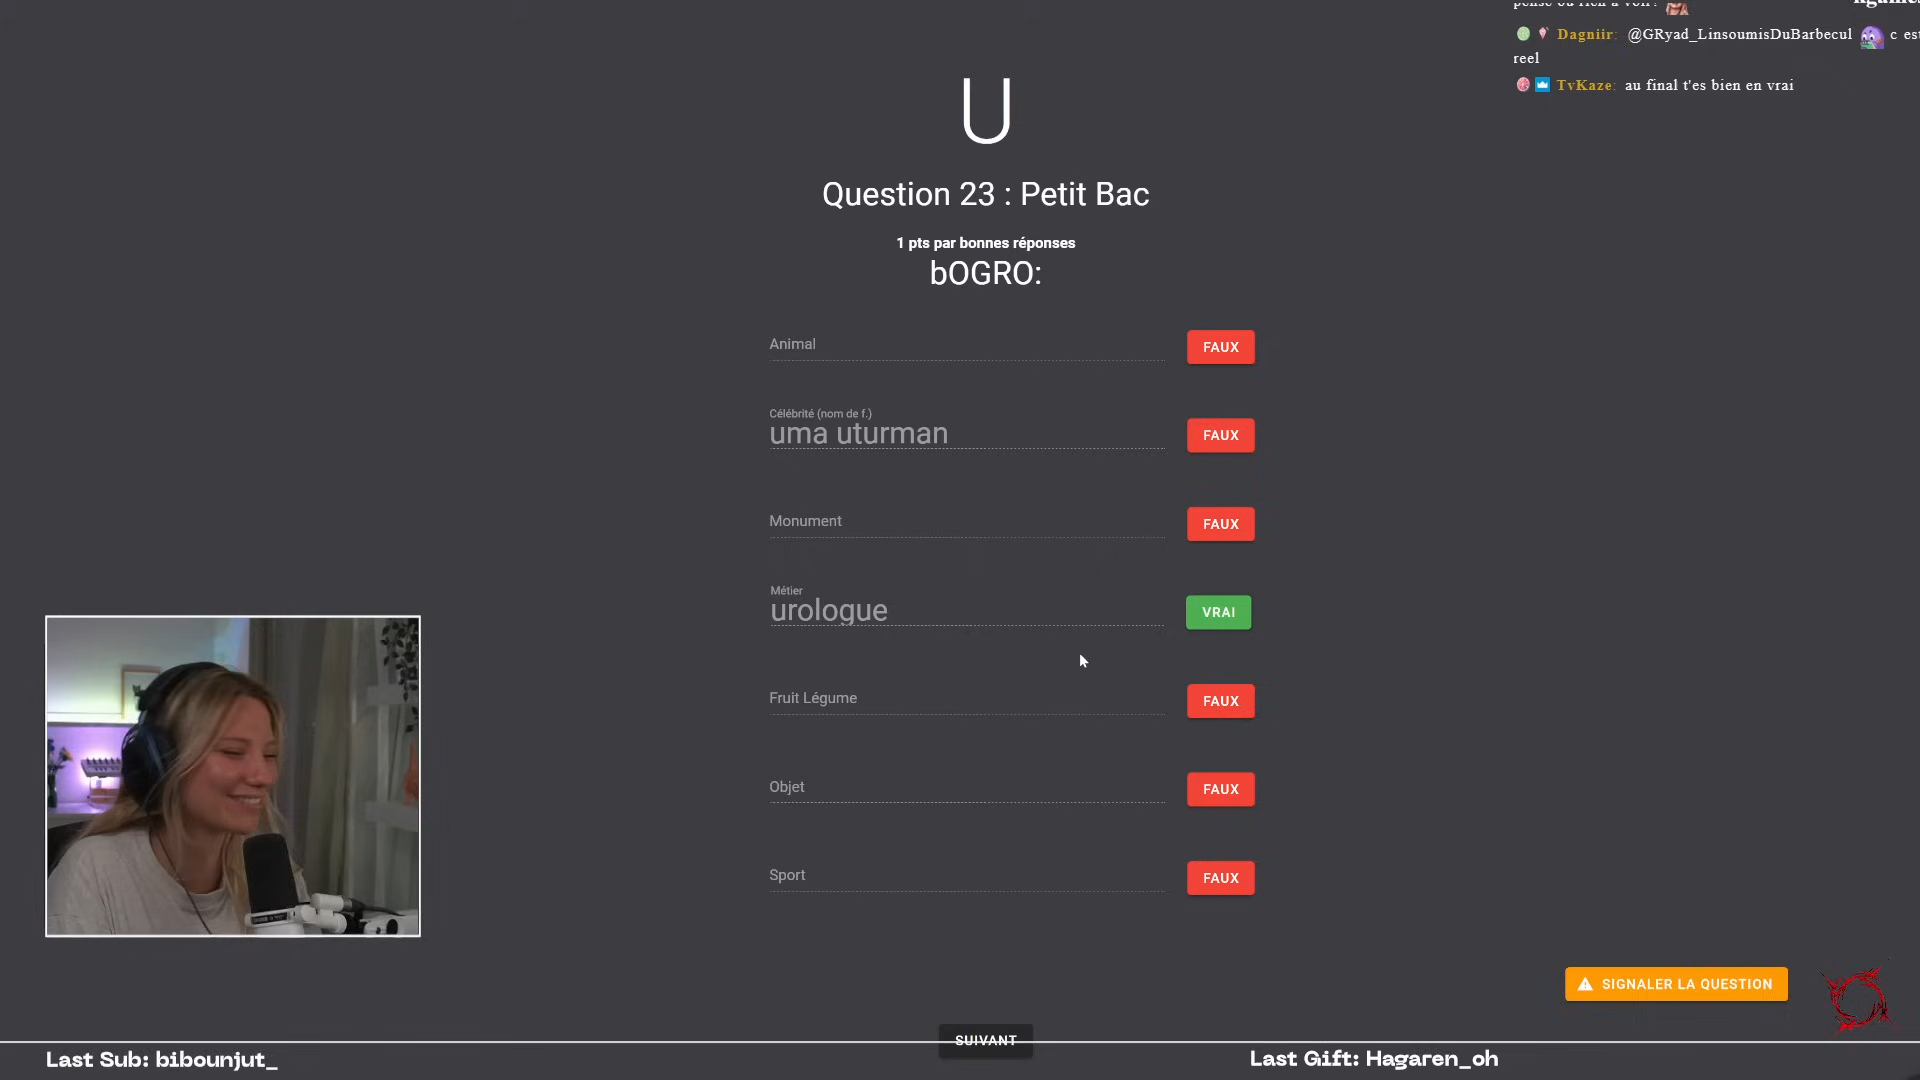 Dagniir: @GRyad_LinsoumisDuBarbecul c est
reel
TvKaze: au final t'es bien en vrai
U
Question 23 : Petit Bac
1 pts par bonnes réponses
bOGRO:
Animal
FAUX
Célébrité (nom de f.)
uma uturman
FAUX
Monument
FAUX
Métier
urologue
VRAI
Fruit Légume
FAUX
Objet
FAUX
Sport
FAUX
SIGNALER LA QUESTION
SUIVANT
Last Sub: bibounjut_
Last Gift: Hagaren_oh